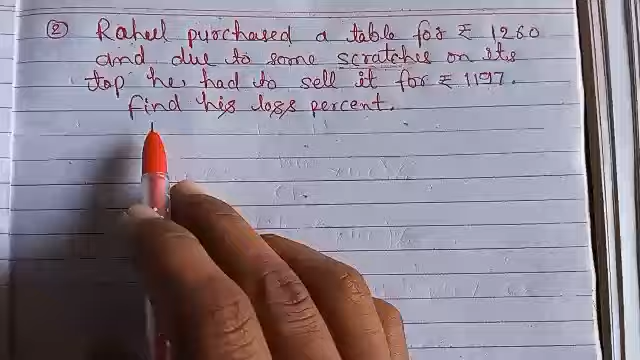 ② Rahul purchased a table for ₹ 1260
and due to some scratches on its
top he had to sell it for ₹ 1197.
Find his loss percent.